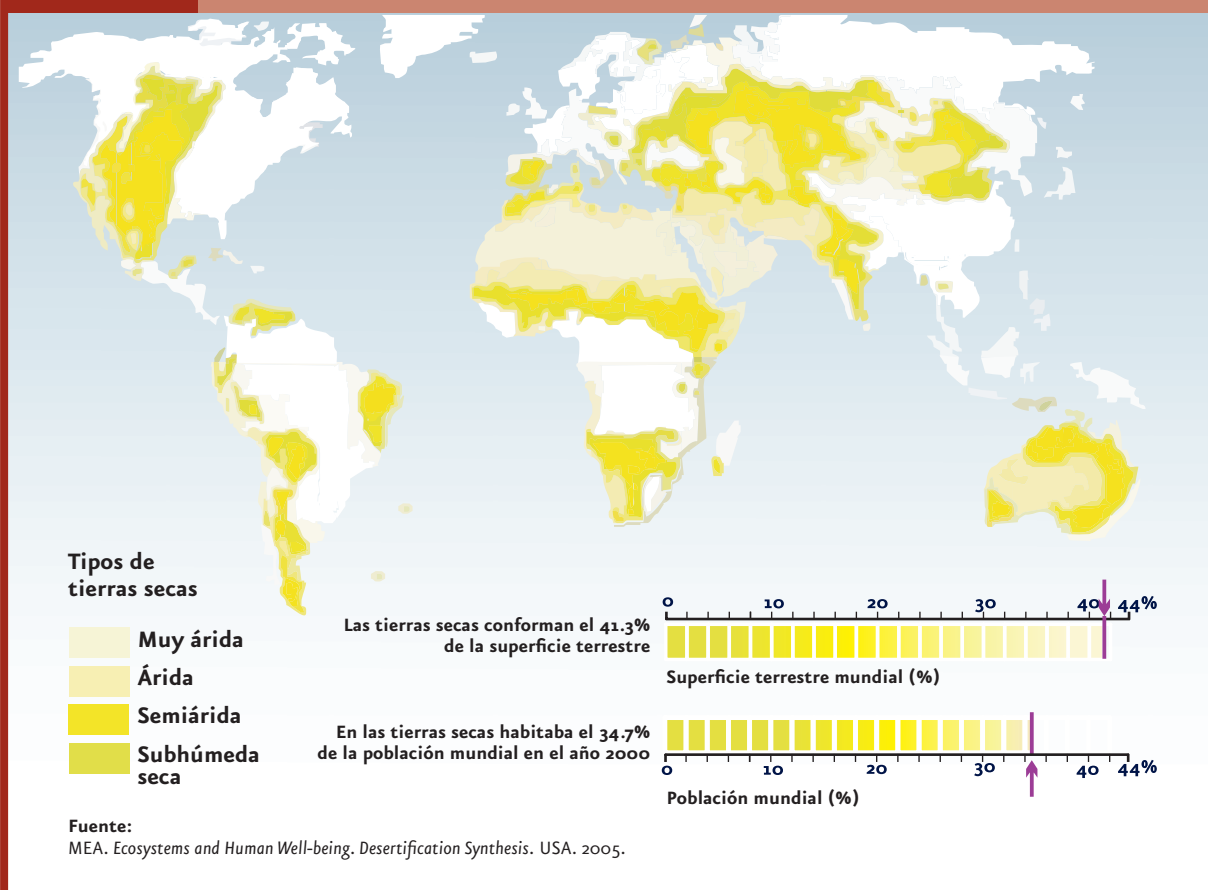 Tipos de
tierras secas
Muy árida
Árida
Semiárida
Subhúmeda
seca
0 10 20 30 40 44%
Las tierras secas conforman el 41.3%
de la superficie terrestre
Superficie terrestre mundial (%)
En las tierras secas habitaba el 34.7%
de la población mundial en el año 2000
0 10 20 30 40 44%
Población mundial (%)
Fuente:
MEA. Ecosystems and Human Well-being. Desertification Synthesis. USA. 2005.